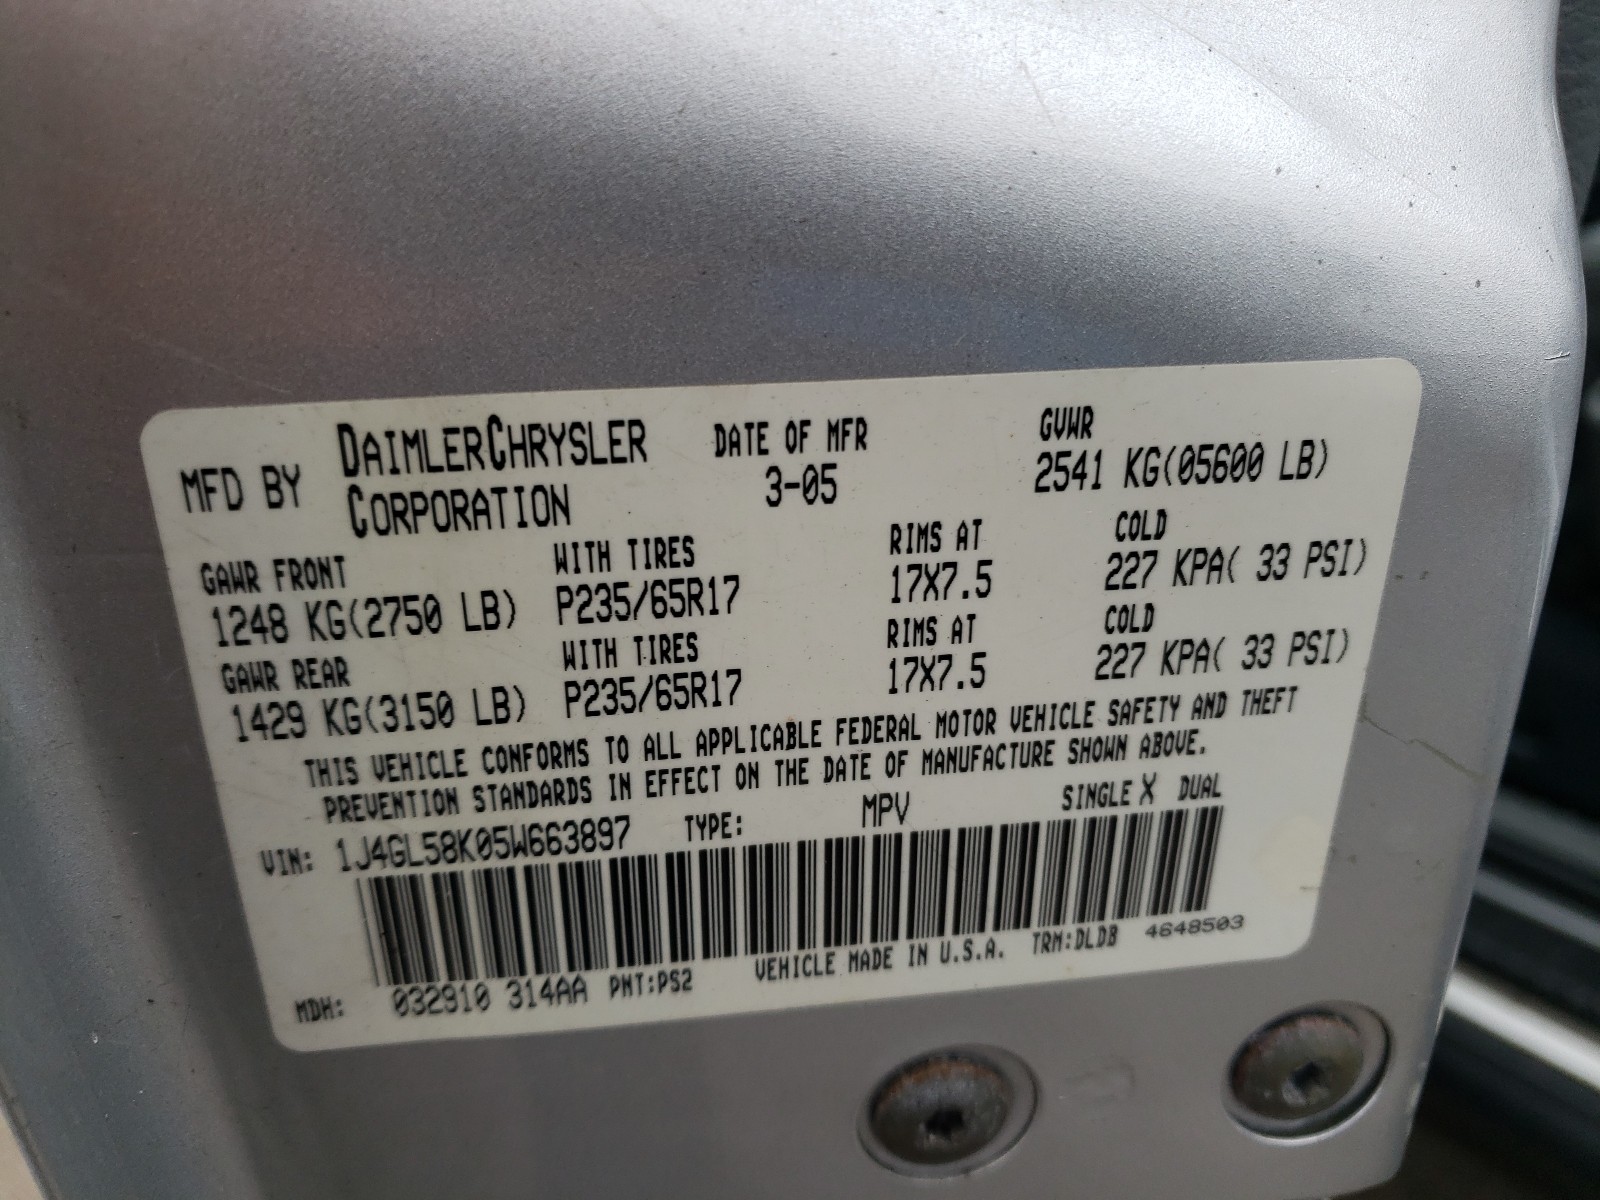 MFD BY DAIMLERCHRYSLER CORPORATION DATE OF MFR 3-05 GVWR 2541 KG(05600 LB)
GAWR FRONT WITH TIRES RIMS AT COLD
1248 KG(2750 LB) P235/65R17 17X7.5 227 KPA( 33 PSI)
GAWR REAR WITH TIRES RIMS AT COLD
1429 KG(3150 LB) P235/65R17 17X7.5 227 KPA( 33 PSI)
THIS VEHICLE CONFORMS TO ALL APPLICABLE FEDERAL MOTOR VEHICLE SAFETY AND THEFT
PREVENTION STANDARDS IN EFFECT ON THE DATE OF MANUFACTURE SHOWN ABOVE.
VIN: 1J4GL58K05W663897 TYPE: MPV SINGLE X DUAL
MDH: 032910 314AA PNT:PS2 VEHICLE MADE IN U.S.A. TRM:DLDB 4648503